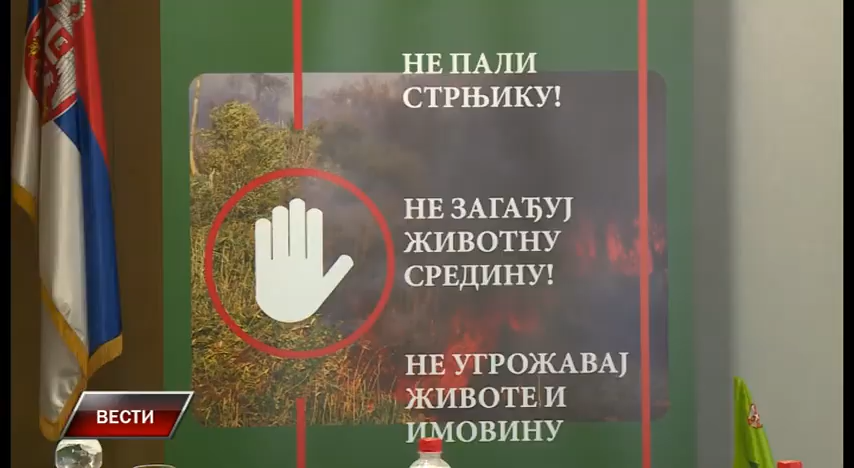 НЕ ПАЛИ
СТРЊИКУ!
НЕ ЗАГАЂУЈ
ЖИВОТНУ
СРЕДИНУ!
НЕ УГРОЖАВАЈ
ЖИВОТЕ И
ИМОВИНУ
ВЕСТИ